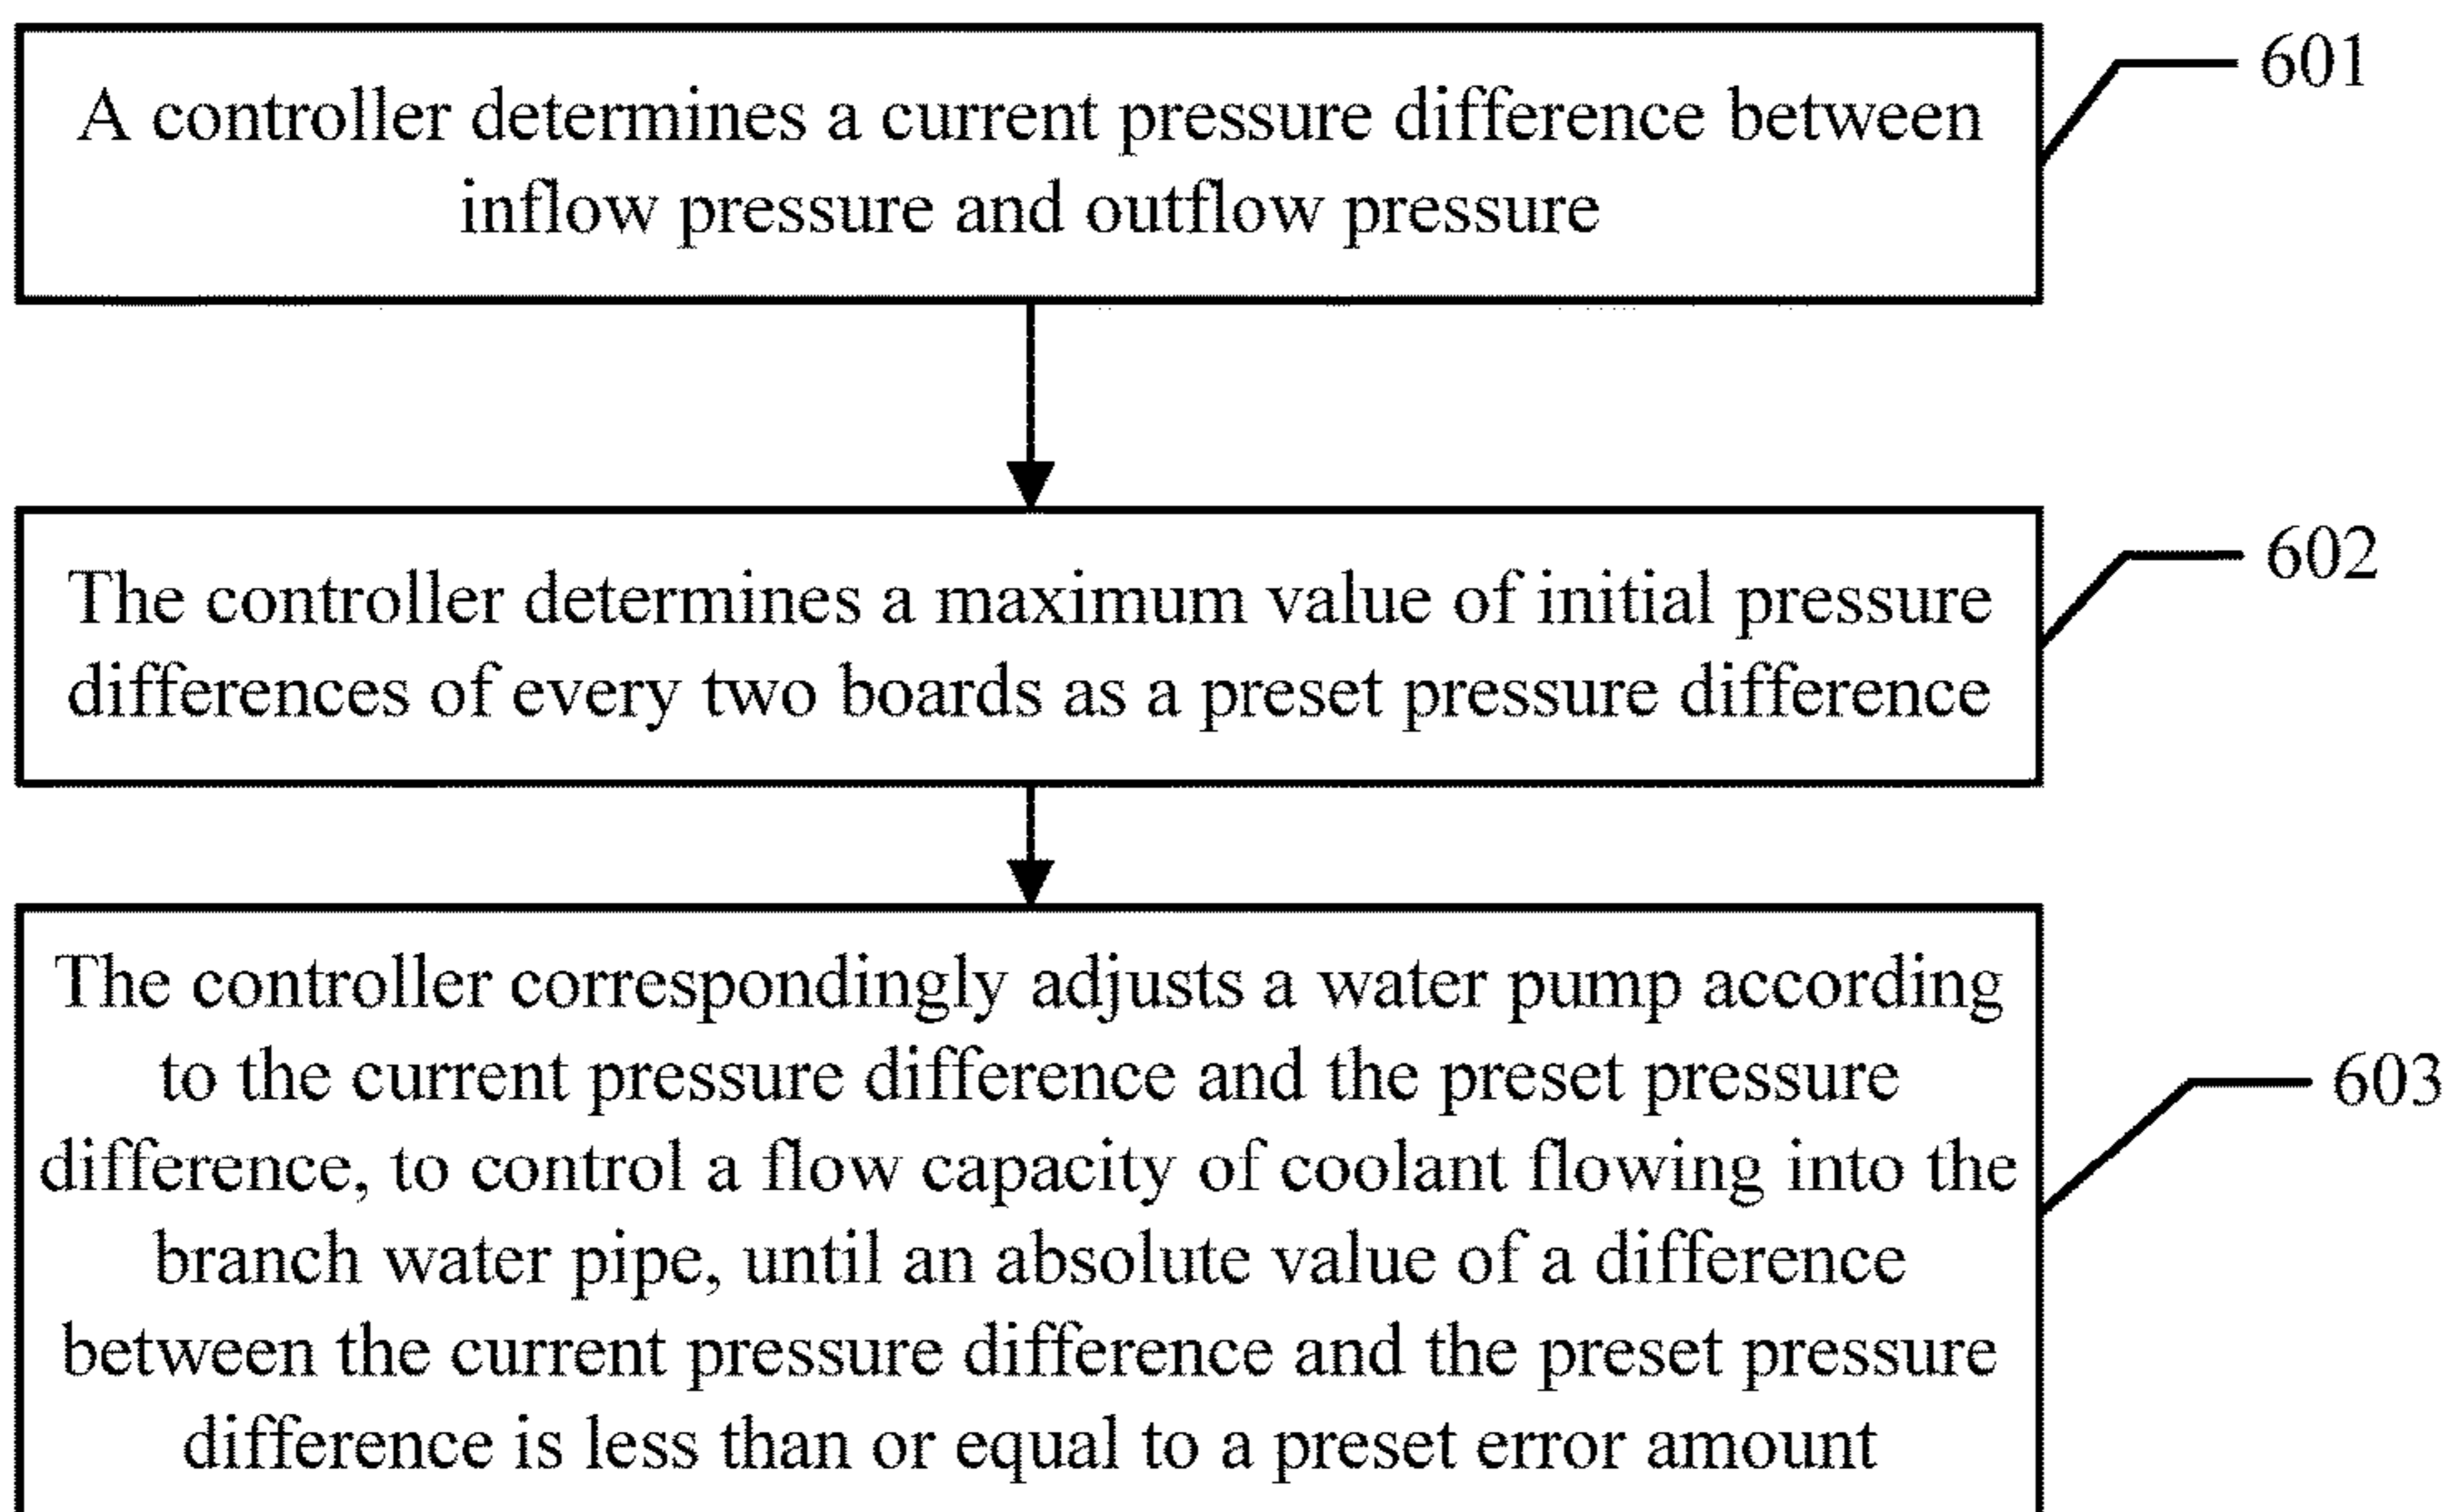 A controller determines a current pressure difference between
inflow pressure and outflow pressure
601
The controller determines a maximum value of initial pressure
differences of every two boards as a preset pressure difference
602
The controller correspondingly adjusts a water pump according
to the current pressure difference and the preset pressure
difference, to control a flow capacity of coolant flowing into the
branch water pipe, until an absolute value of a difference
between the current pressure difference and the preset pressure
difference is less than or equal to a preset error amount
603